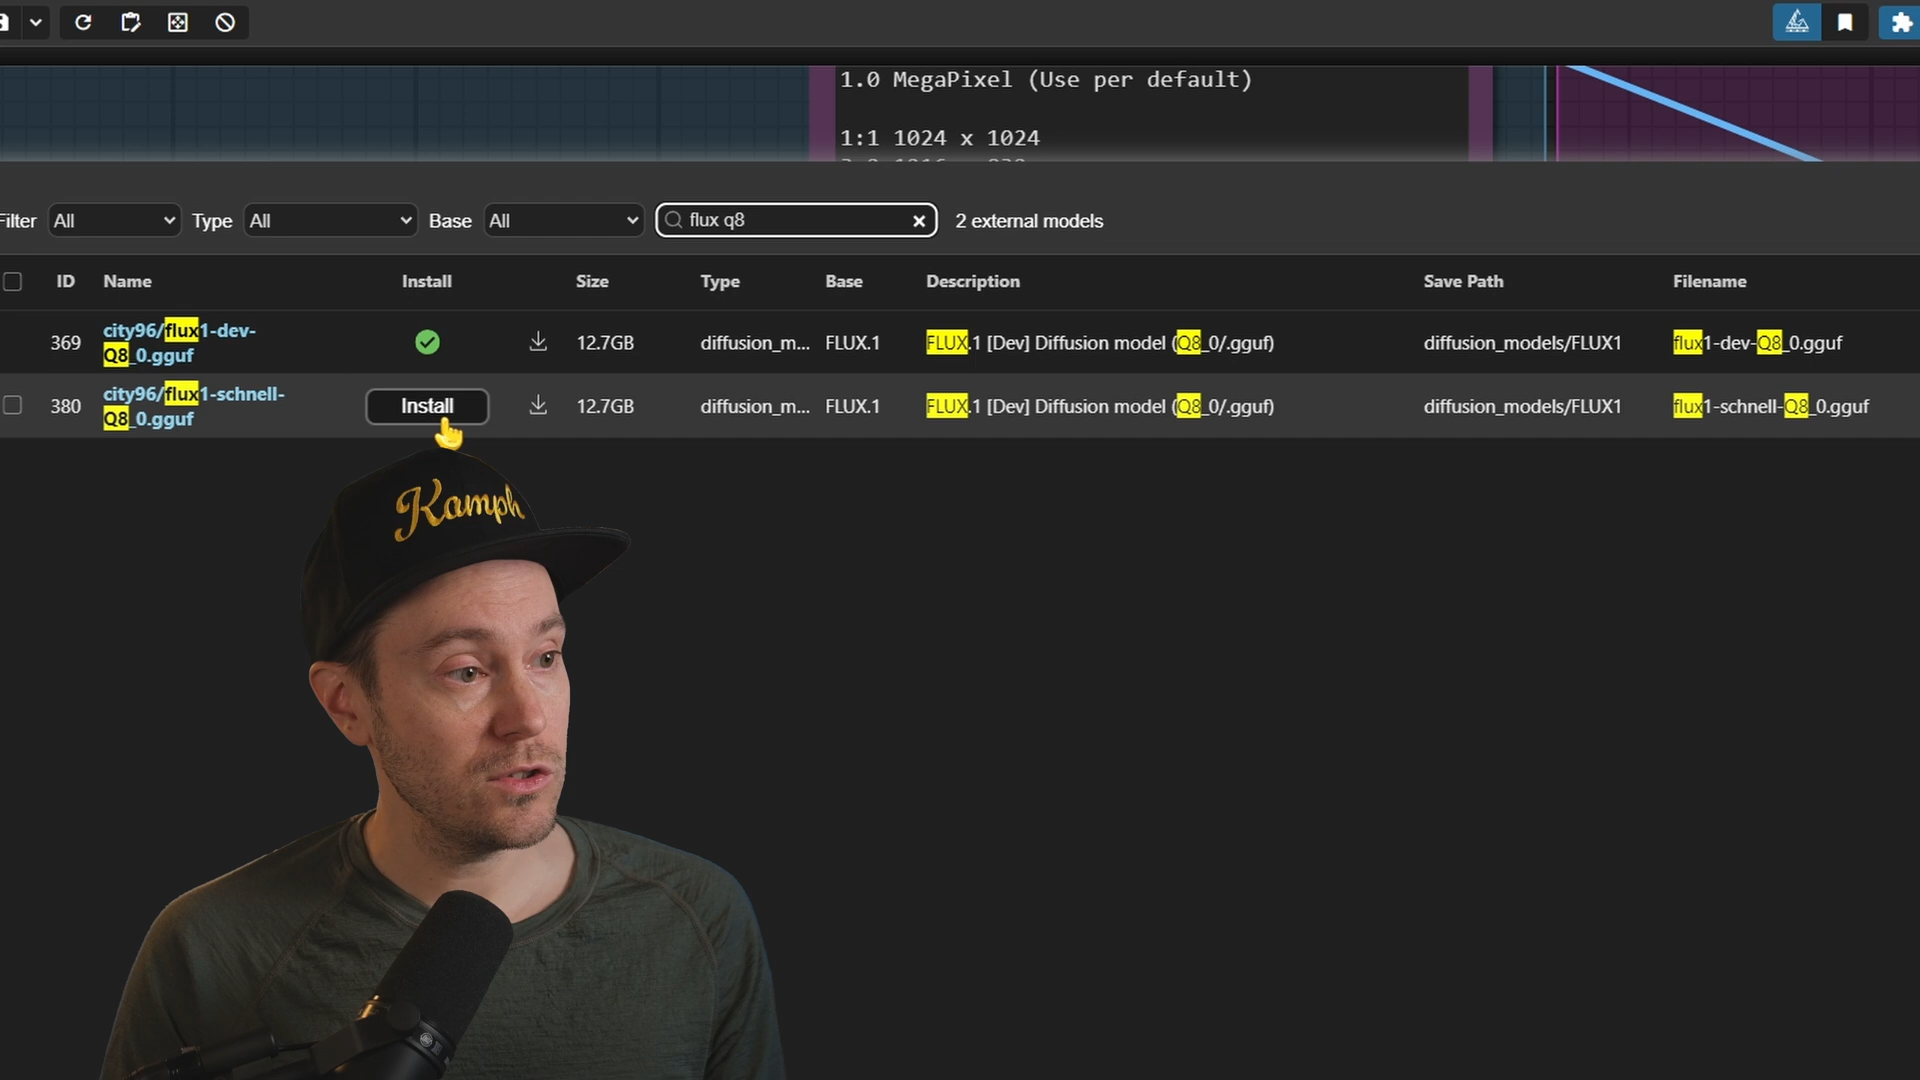 1.0 MegaPixel (Use per default)
1:1 1024 x 1024
Filter All Type All Base All flux q8 2 external models
ID Name Install Size Type Base Description Save Path Filename
369 city96/flux1-dev-Q8_0.gguf 12.7GB diffusion_m... FLUX.1 FLUX.1 [Dev] Diffusion model (Q8_0/.gguf) diffusion_models/FLUX1 flux1-dev-Q8_0.gguf
380 city96/flux1-schnell-Q8_0.gguf Install 12.7GB diffusion_m... FLUX.1 FLUX.1 [Dev] Diffusion model (Q8_0/.gguf) diffusion_models/FLUX1 flux1-schnell-Q8_0.gguf
Kamph